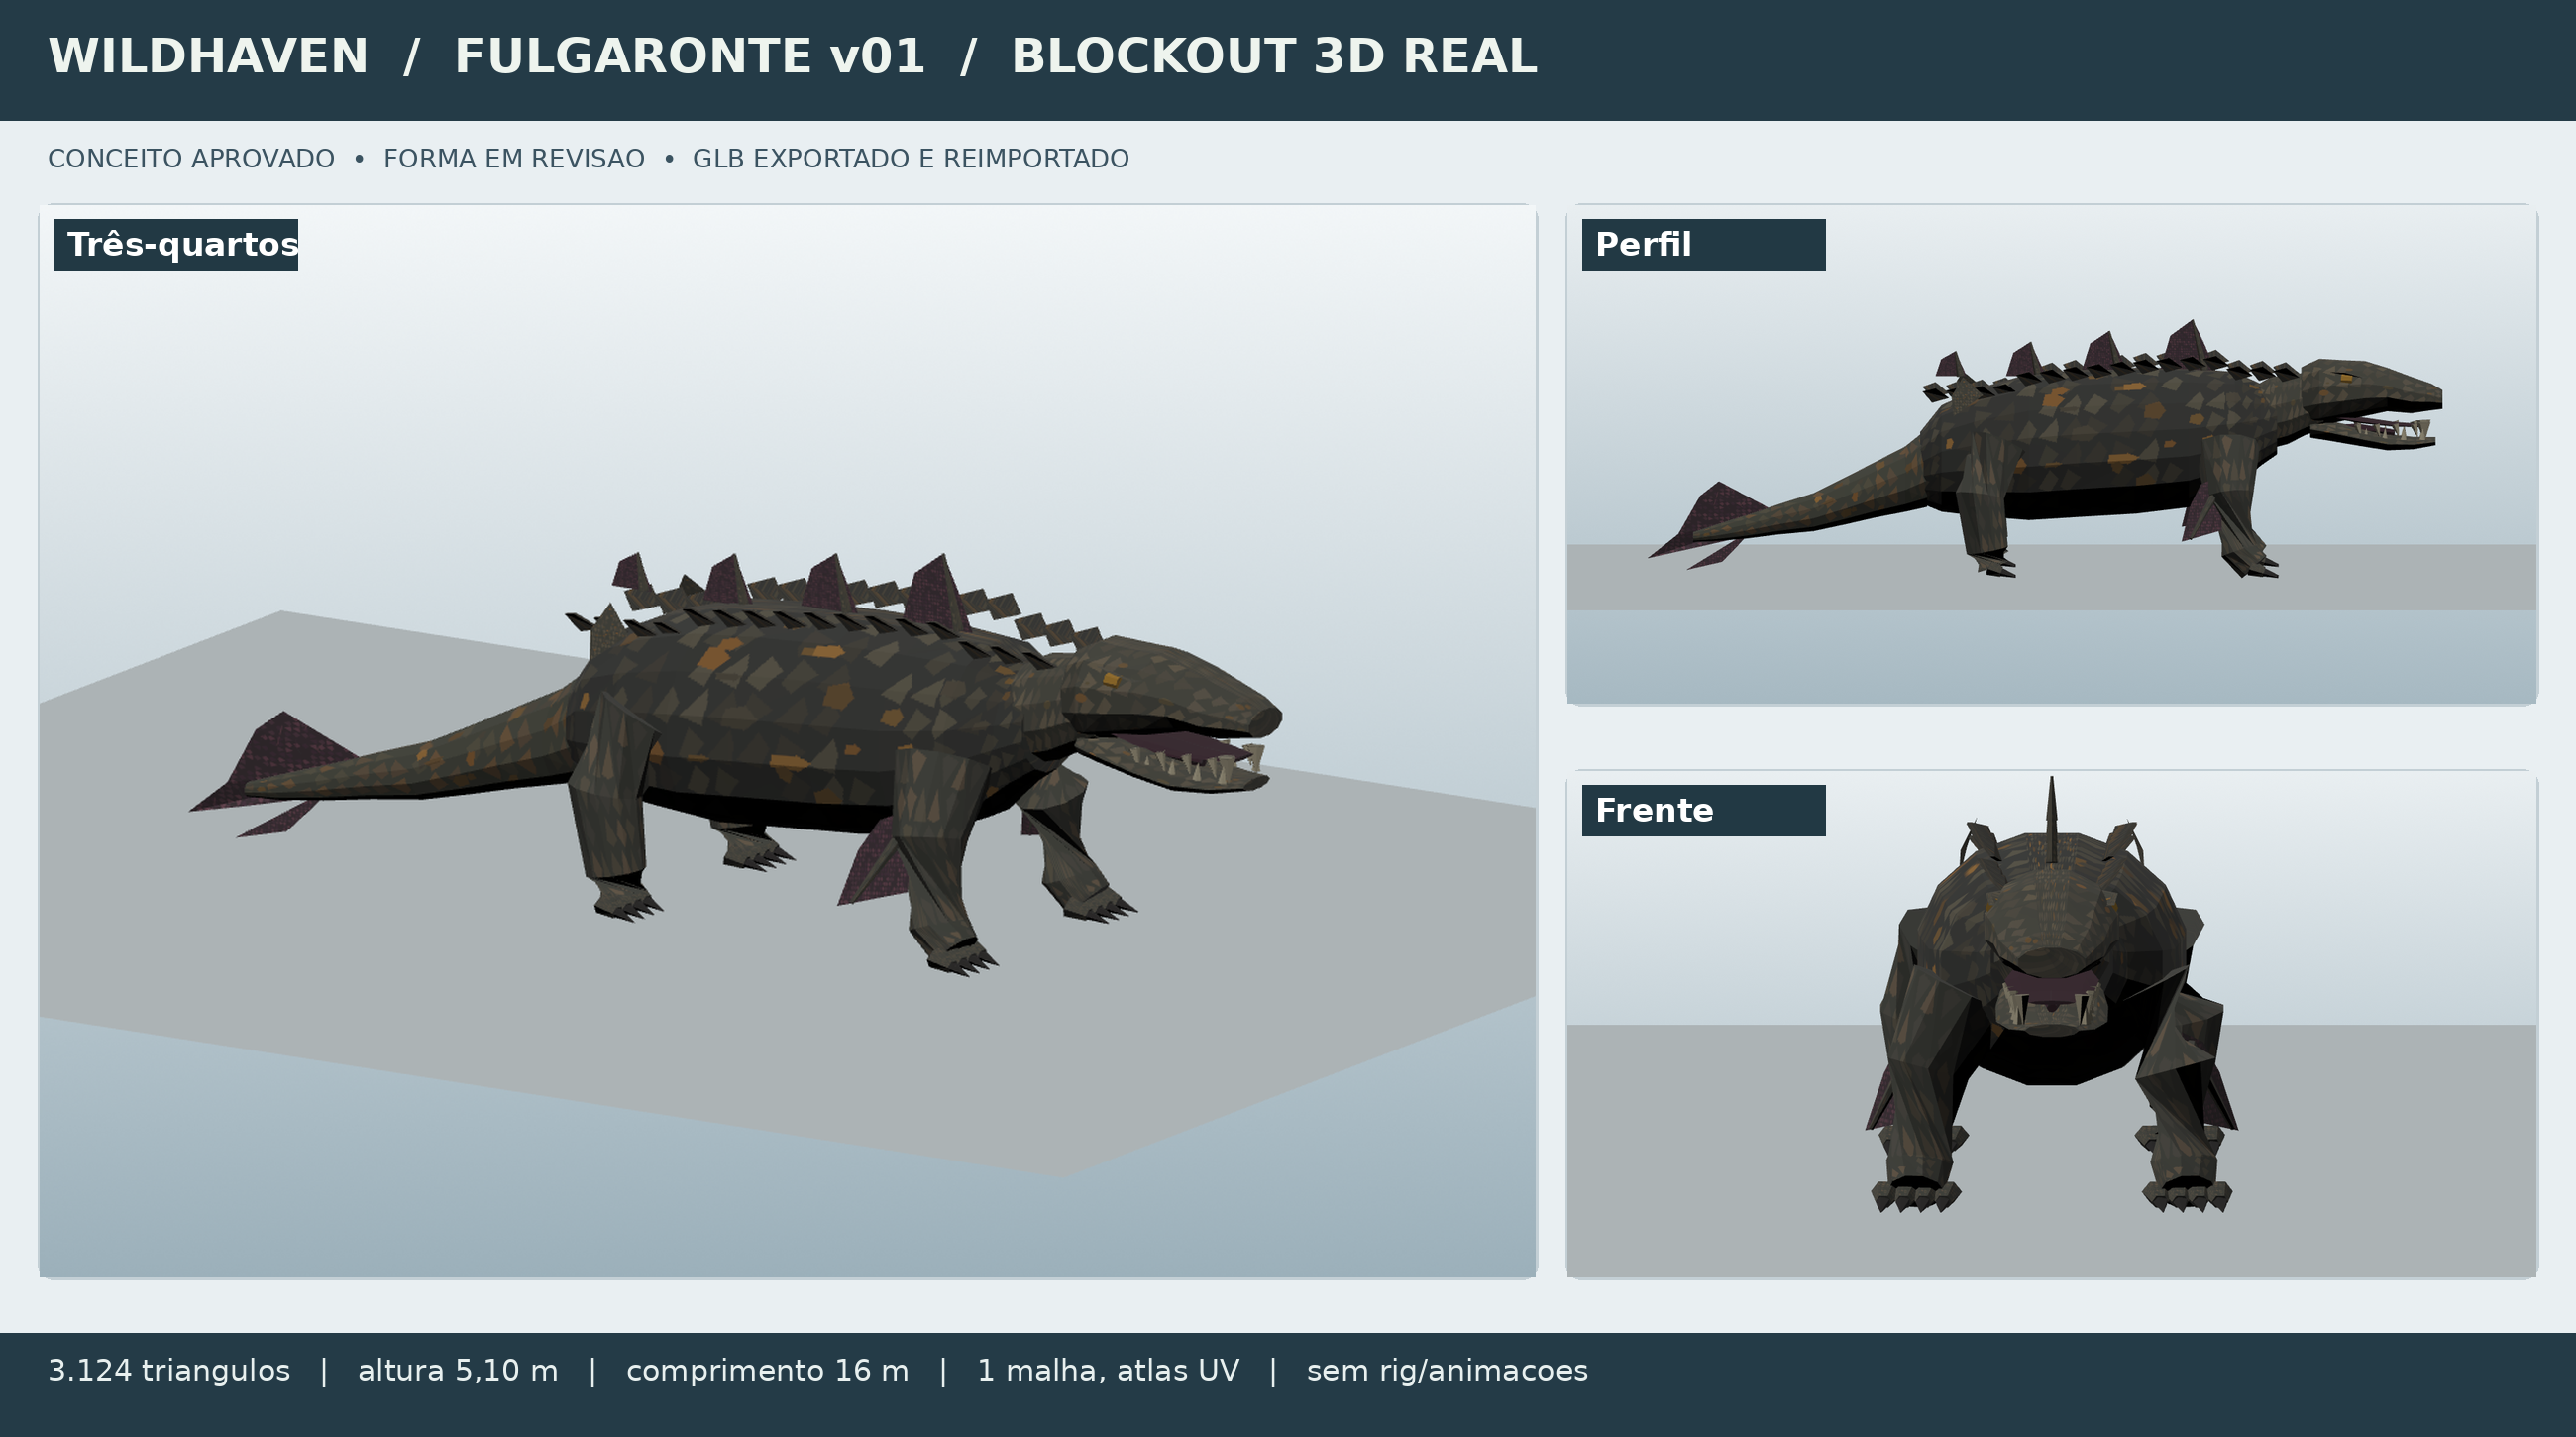 WILDHAVEN / FULGARONTE v01 / BLOCKOUT 3D REAL
CONCEITO APROVADO • FORMA EM REVISAO • GLB EXPORTADO E REIMPORTADO
Três-quartos
Perfil
Frente
3.124 triangulos | altura 5,10 m | comprimento 16 m | 1 malha, atlas UV | sem rig/animacoes